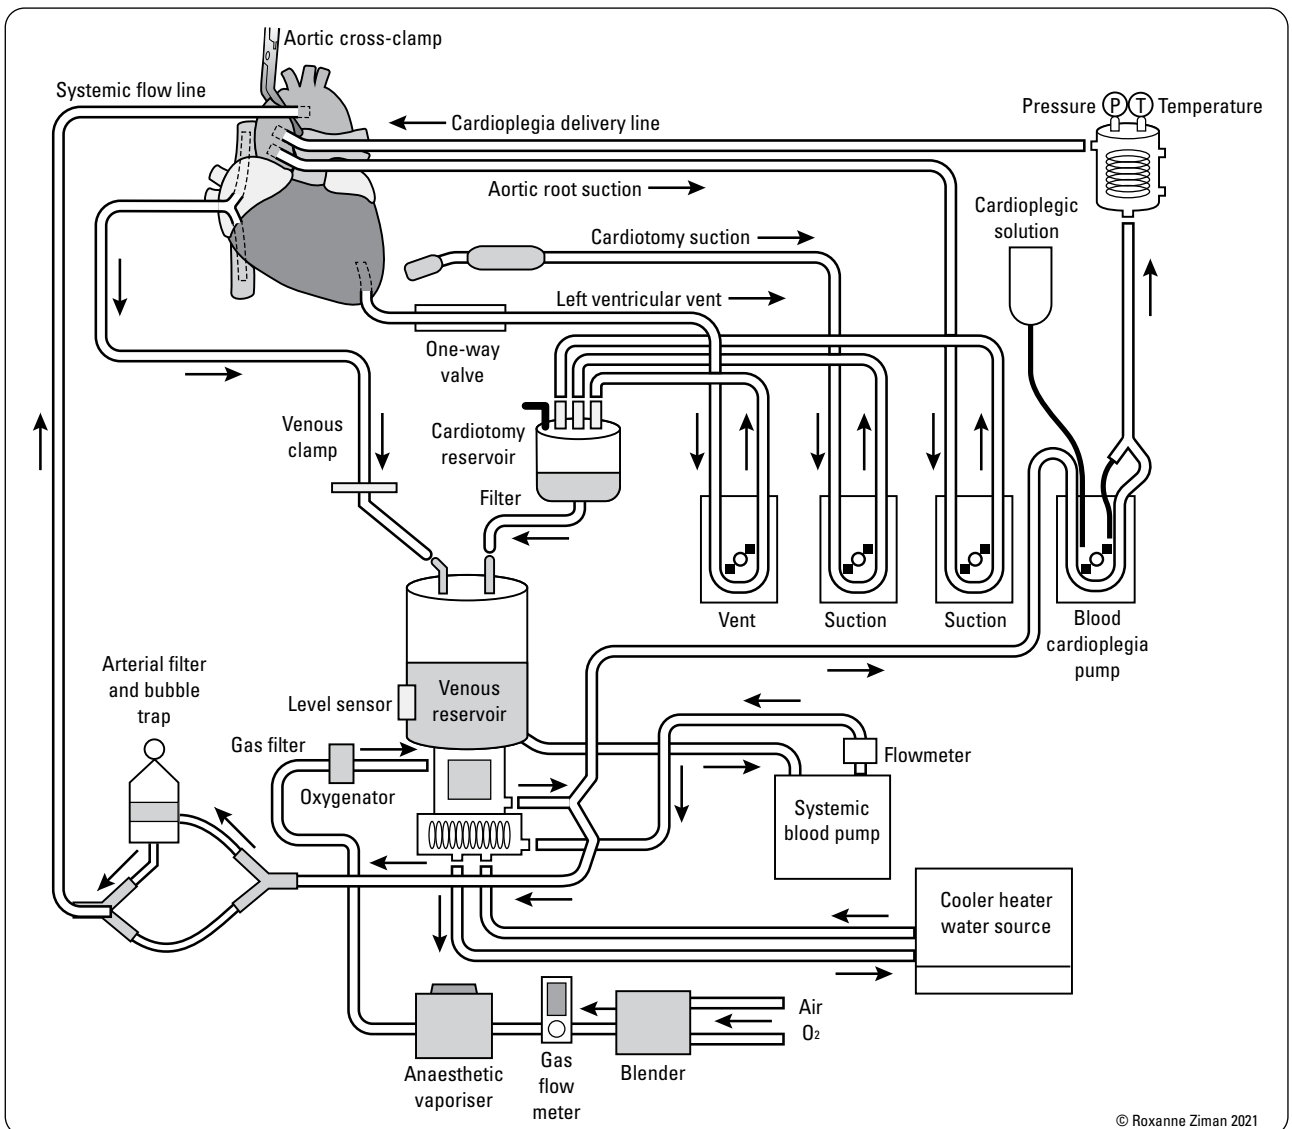 Aortic cross-clamp
Systemic flow line
Pressure P T Temperature
Cardioplegia delivery line
Aortic root suction
Cardioplegic
solution
Cardiotomy suction
Left ventricular vent
One-way
valve
Venous
clamp
Cardiotomy
reservoir
Filter
Vent
Suction
Suction
Blood
cardioplegia
pump
Arterial filter
and bubble
trap
Level sensor
Venous
reservoir
Gas filter
Oxygenator
Flowmeter
Systemic
blood pump
Cooler heater
water source
Anaesthetic
vaporiser
Gas
flow
meter
Blender
Air
O₂
© Roxanne Ziman 2021